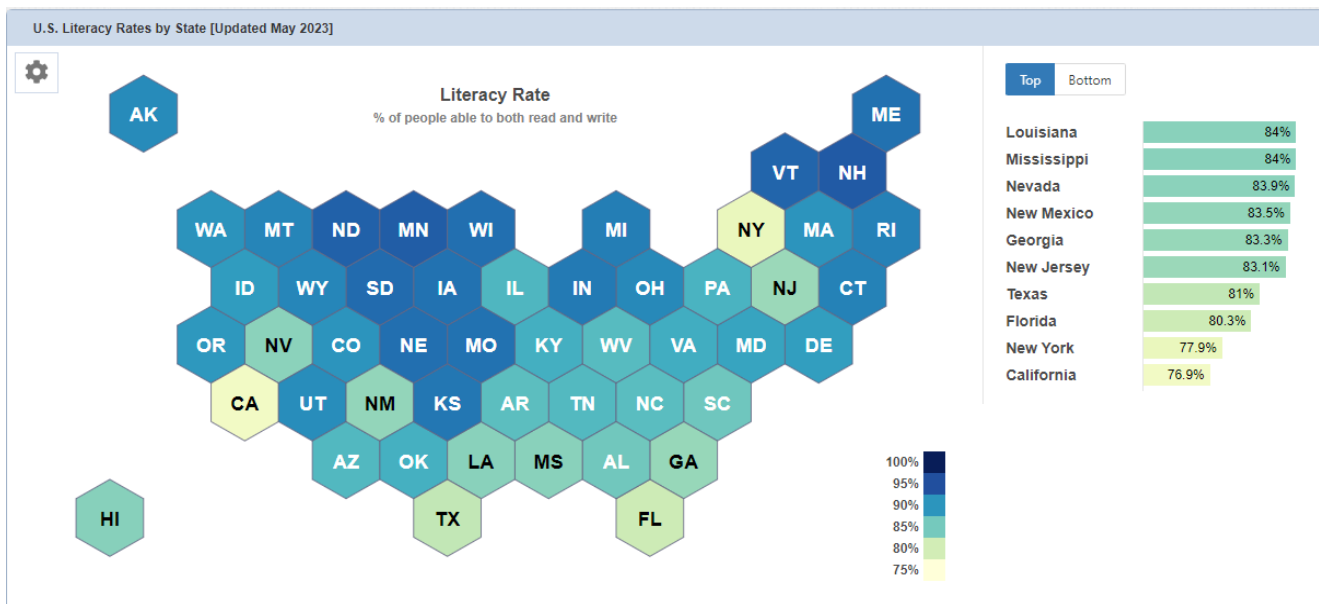 U.S. Literacy Rates by State [Updated May 2023]
Literacy Rate
% of people able to both read and write
AK
ME
VT NH
WA MT ND MN WI MI NY MA RI
ID WY SD IA IL IN OH PA NJ CT
OR NV CO NE MO KY WV VA MD DE
CA UT NM KS AR TN NC SC
AZ OK LA MS AL GA
HI TX FL
100%
95%
90%
85%
80%
75%
Top Bottom
Louisiana 84%
Mississippi 84%
Nevada 83.9%
New Mexico 83.5%
Georgia 83.3%
New Jersey 83.1%
Texas 81%
Florida 80.3%
New York 77.9%
California 76.9%